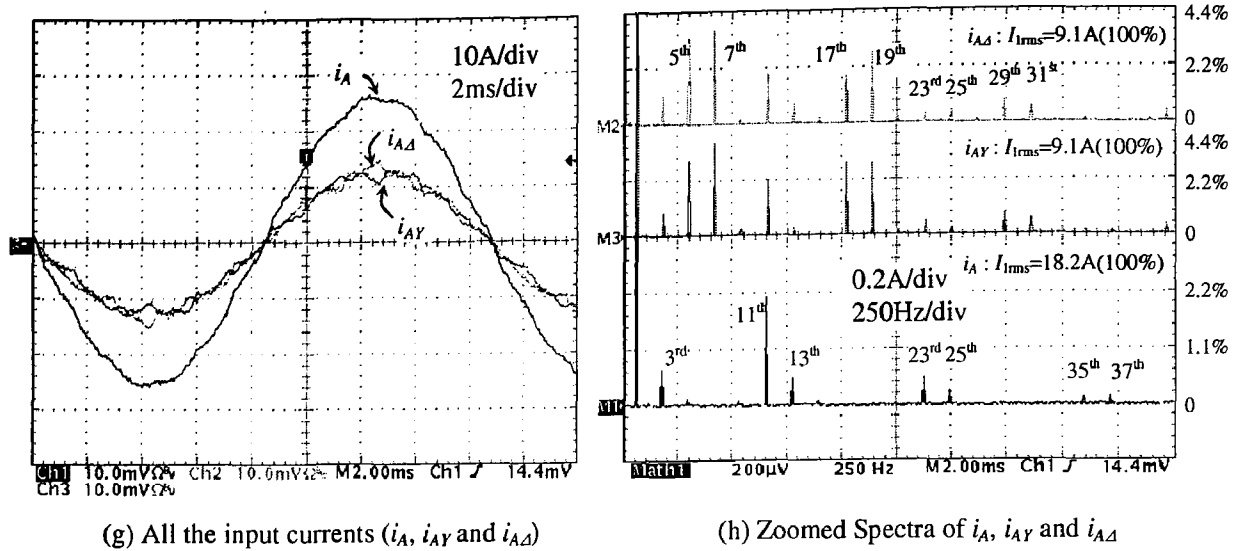 10A/div
2ms/div
i_A
i_AΔ
i_AY
Ch1 10.0mVΩ Ch2 10.0mV M2.00ms Ch1 14.4mV
Ch3 10.0mVΩ
(g) All the input currents (i_A, i_AY and i_AΔ)
4.4%
i_AΔ : I_1rms=9.1A(100%)
5th 7th 17th 19th
2.2%
23rd 25th 29th 31st
0
M2
4.4%
i_AY : I_1rms=9.1A(100%)
2.2%
0
M3
i_A : I_1rms=18.2A(100%)
0.2A/div
250Hz/div
2.2%
11th
1.1%
3rd 13th 23rd 25th 35th 37th
0
M1
Math1 200µV 250 Hz M2.00ms Ch1 14.4mV
(h) Zoomed Spectra of i_A, i_AY and i_AΔ